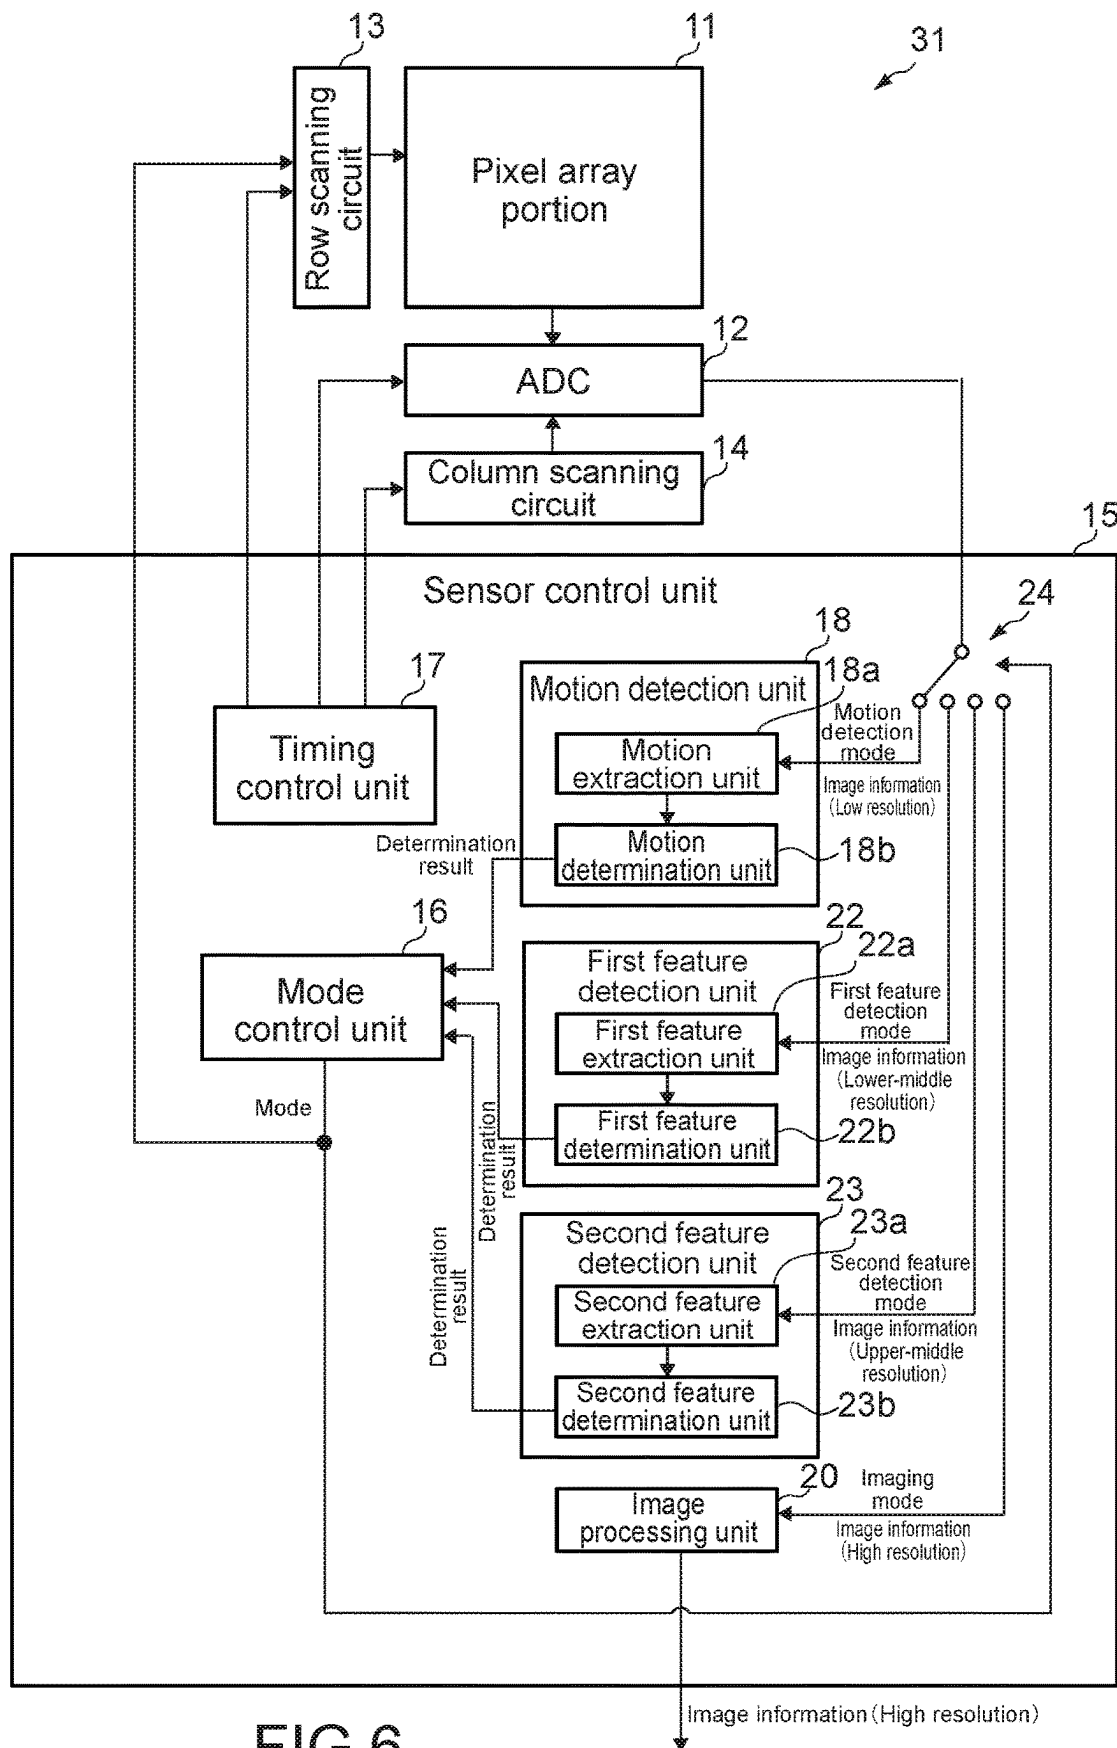 13
11
31
Row scanning
circuit
Pixel array
portion
12
ADC
14
Column scanning
circuit
15
Sensor control unit
24
18
Motion detection unit
18a
17
Timing
control unit
Motion
extraction unit
Motion
detection
mode
Image information
(Low resolution)
Determination
result
Motion
determination unit
18b
16
Mode
control unit
22
First feature
detection unit
22a
First feature
extraction unit
First feature
detection
mode
Image information
(Lower-middle
resolution)
Mode
Determination
result
First feature
determination unit
22b
23
Second feature
detection unit
23a
Second feature
extraction unit
Second feature
detection
mode
Image information
(Upper-middle
resolution)
Determination
result
Second feature
determination unit
23b
20
Image
processing unit
Imaging
mode
Image information
(High resolution)
Image information (High resolution)
FIG.6